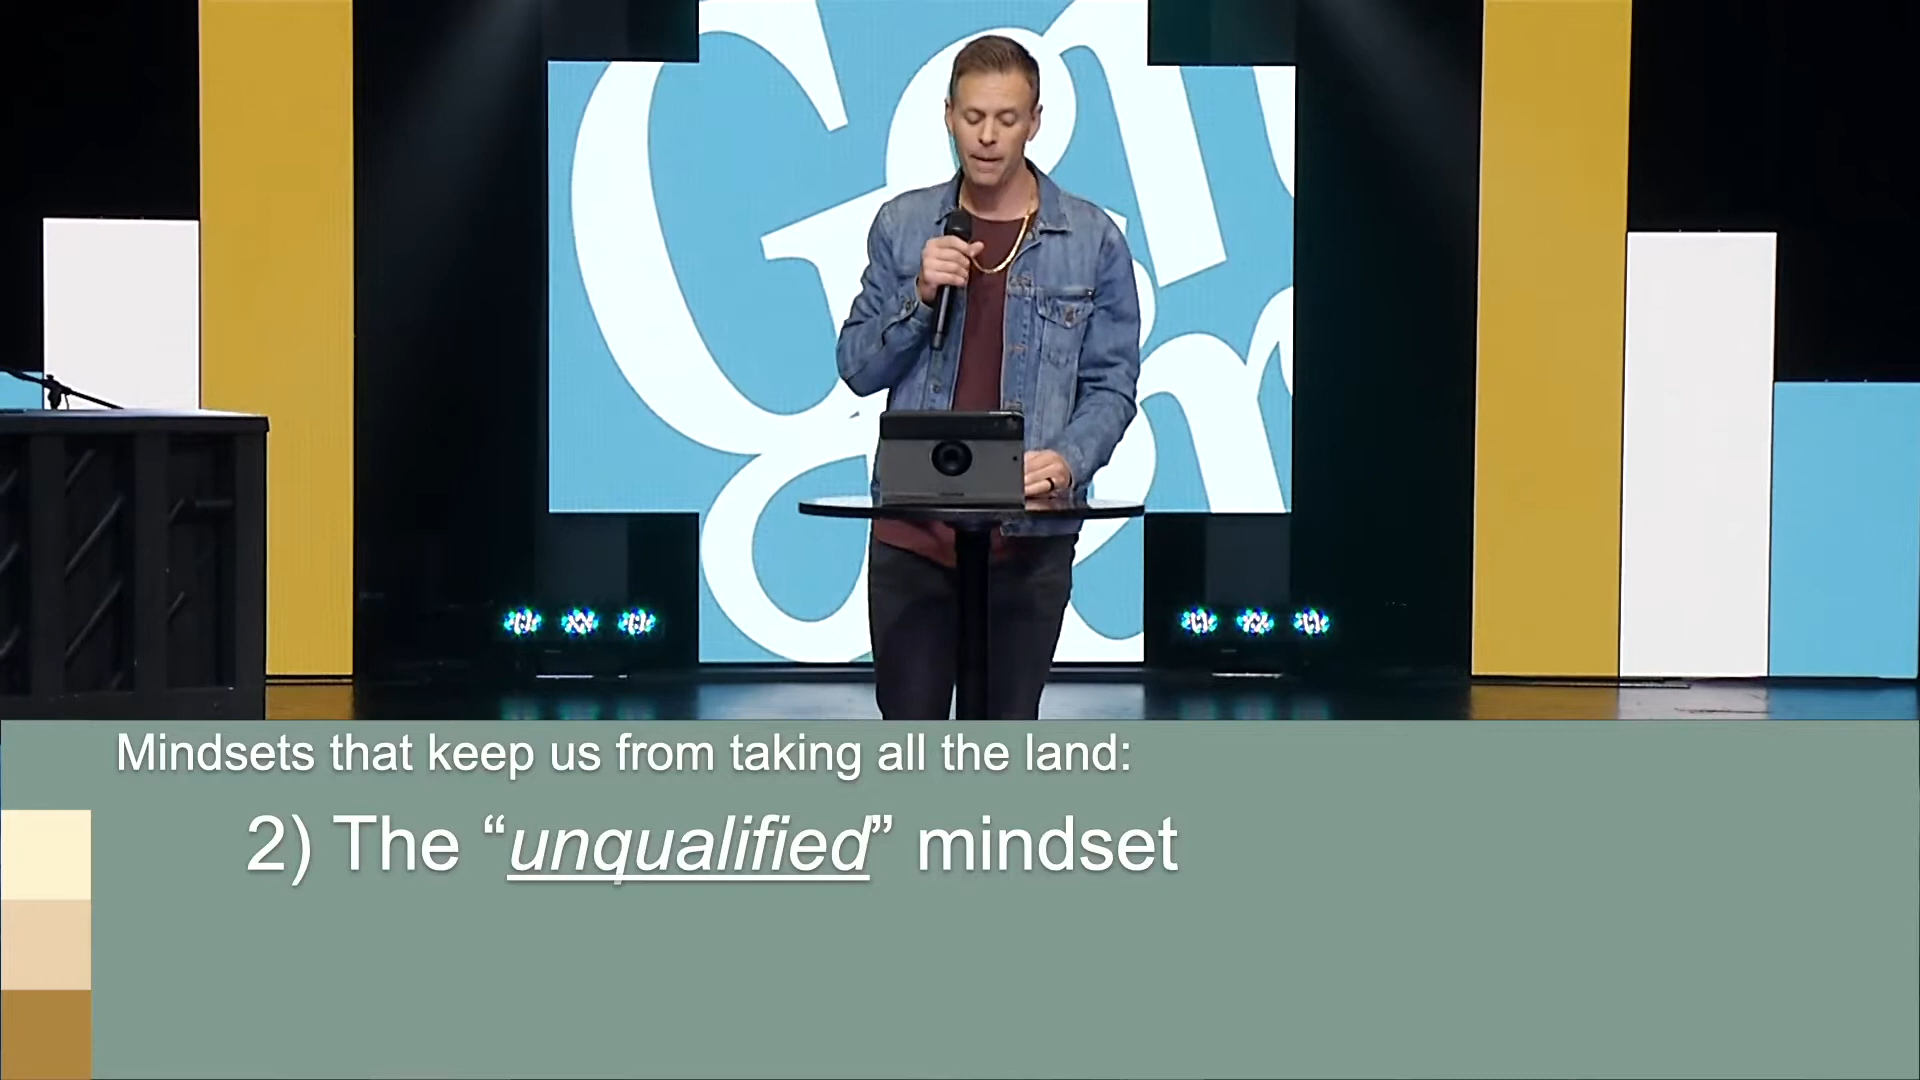 Mindsets that keep us from taking all the land:
2) The “unqualified” mindset